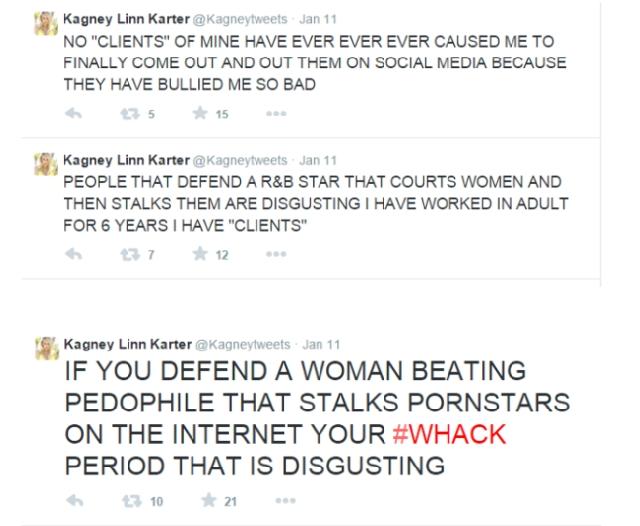 Kagney Linn Karter @Kagneytweets · Jan 11
NO "CLIENTS" OF MINE HAVE EVER EVER EVER CAUSED ME TO
FINALLY COME OUT AND OUT THEM ON SOCIAL MEDIA BECAUSE
THEY HAVE BULLIED ME SO BAD
5 15
Kagney Linn Karter @Kagneytweets · Jan 11
PEOPLE THAT DEFEND A R&B STAR THAT COURTS WOMEN AND
THEN STALKS THEM ARE DISGUSTING I HAVE WORKED IN ADULT
FOR 6 YEARS I HAVE "CLIENTS"
7 12
Kagney Linn Karter @Kagneytweets · Jan 11
IF YOU DEFEND A WOMAN BEATING
PEDOPHILE THAT STALKS PORNSTARS
ON THE INTERNET YOUR #WHACK
PERIOD THAT IS DISGUSTING
10 21